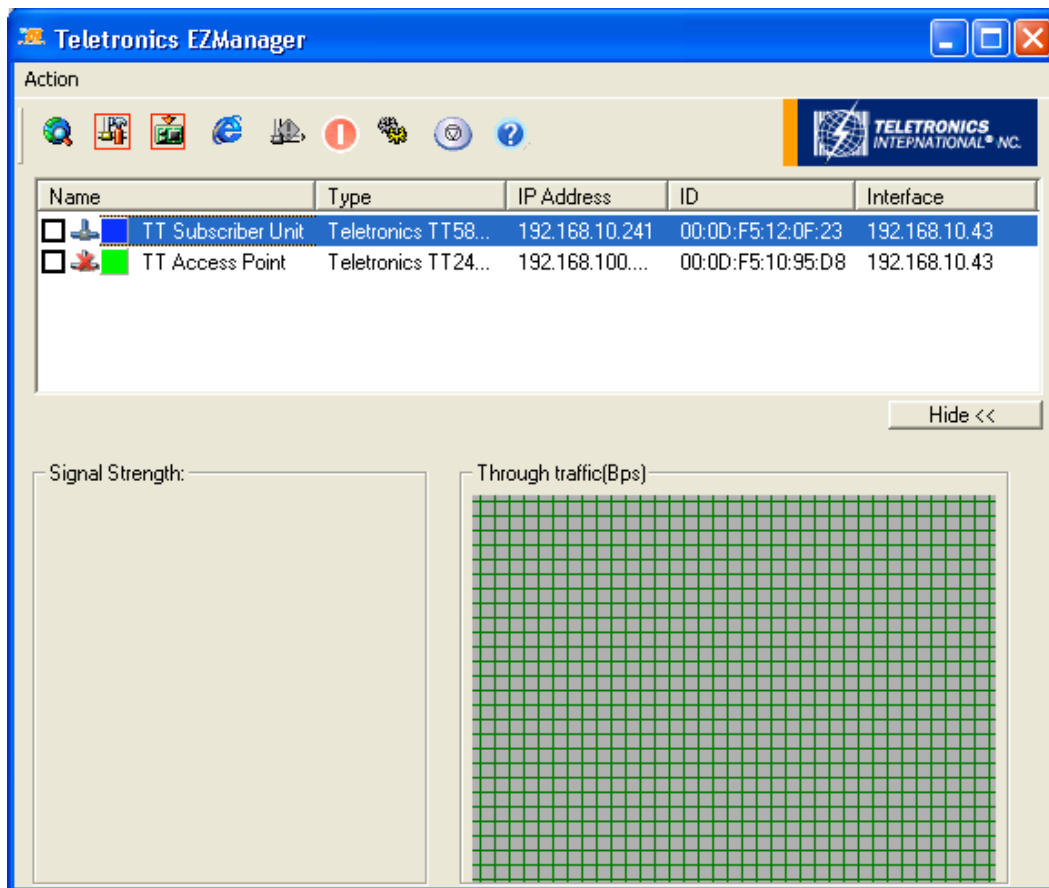 Teletronics EZManager
Action
TELETRONICS
INTERNATIONAL® NC.
Name Type IP Address ID Interface
TT Subscriber Unit Teletronics TT58... 192.168.10.241 00:0D:F5:12:0F:23 192.168.10.43
TT Access Point Teletronics TT24... 192.168.100.... 00:0D:F5:10:95:D8 192.168.10.43
Hide <<
Signal Strength: Through traffic(Bps)